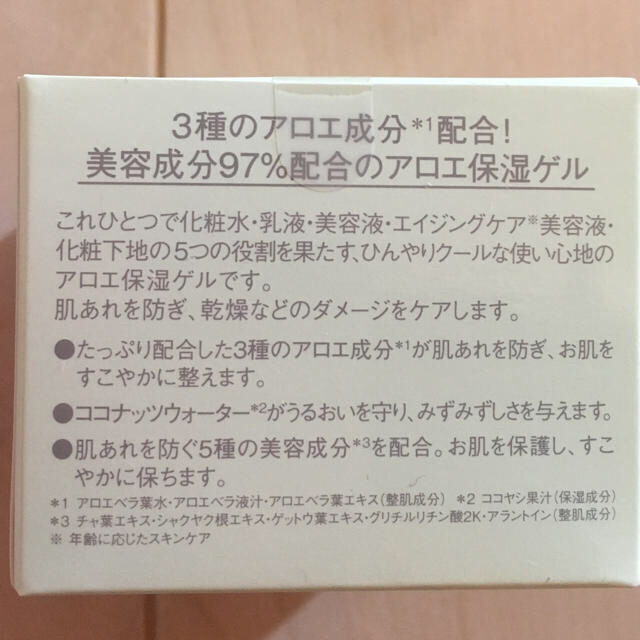 3種のアロエ成分*1配合!
美容成分97%配合のアロエ保湿ゲル
これひとつで化粧水・乳液・美容液・エイジングケア※美容液・
化粧下地の5つの役割を果たす、ひんやりクールな使い心地の
アロエ保湿ゲルです。
肌あれを防ぎ、乾燥などのダメージをケアします。
●たっぷり配合した3種のアロエ成分*1が肌あれを防ぎ、お肌を
すこやかに整えます。
●ココナッツウォーター*2がうるおいを守り、みずみずしさを与えます。
●肌あれを防ぐ5種の美容成分*3を配合。お肌を保護し、すこ
やかに保ちます。
*1 アロエベラ葉水・アロエベラ液汁・アロエベラ葉エキス(整肌成分) *2 ココヤシ果汁(保湿成分)
*3 チャ葉エキス・シャクヤク根エキス・ゲットウ葉エキス・グリチルリチン酸2K・アラントイン(整肌成分)
※ 年齢に応じたスキンケア